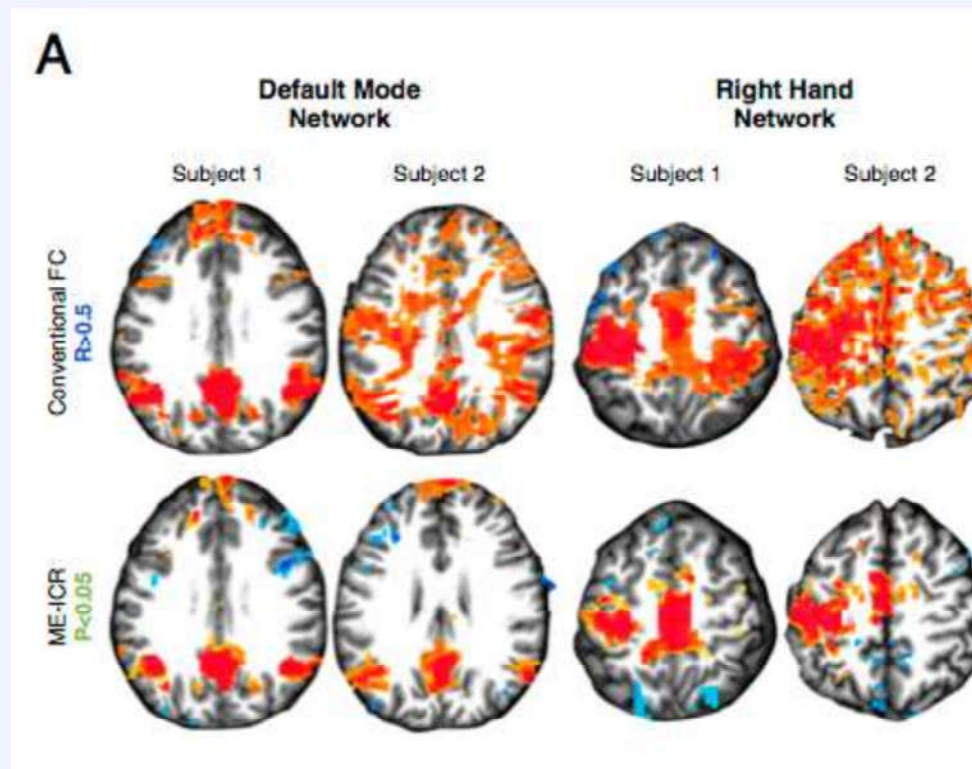 A
Default Mode
Network
Right Hand
Network
Subject 1
Subject 2
Subject 1
Subject 2
Conventional FC
R>0.5
ME-ICR
P<0.05